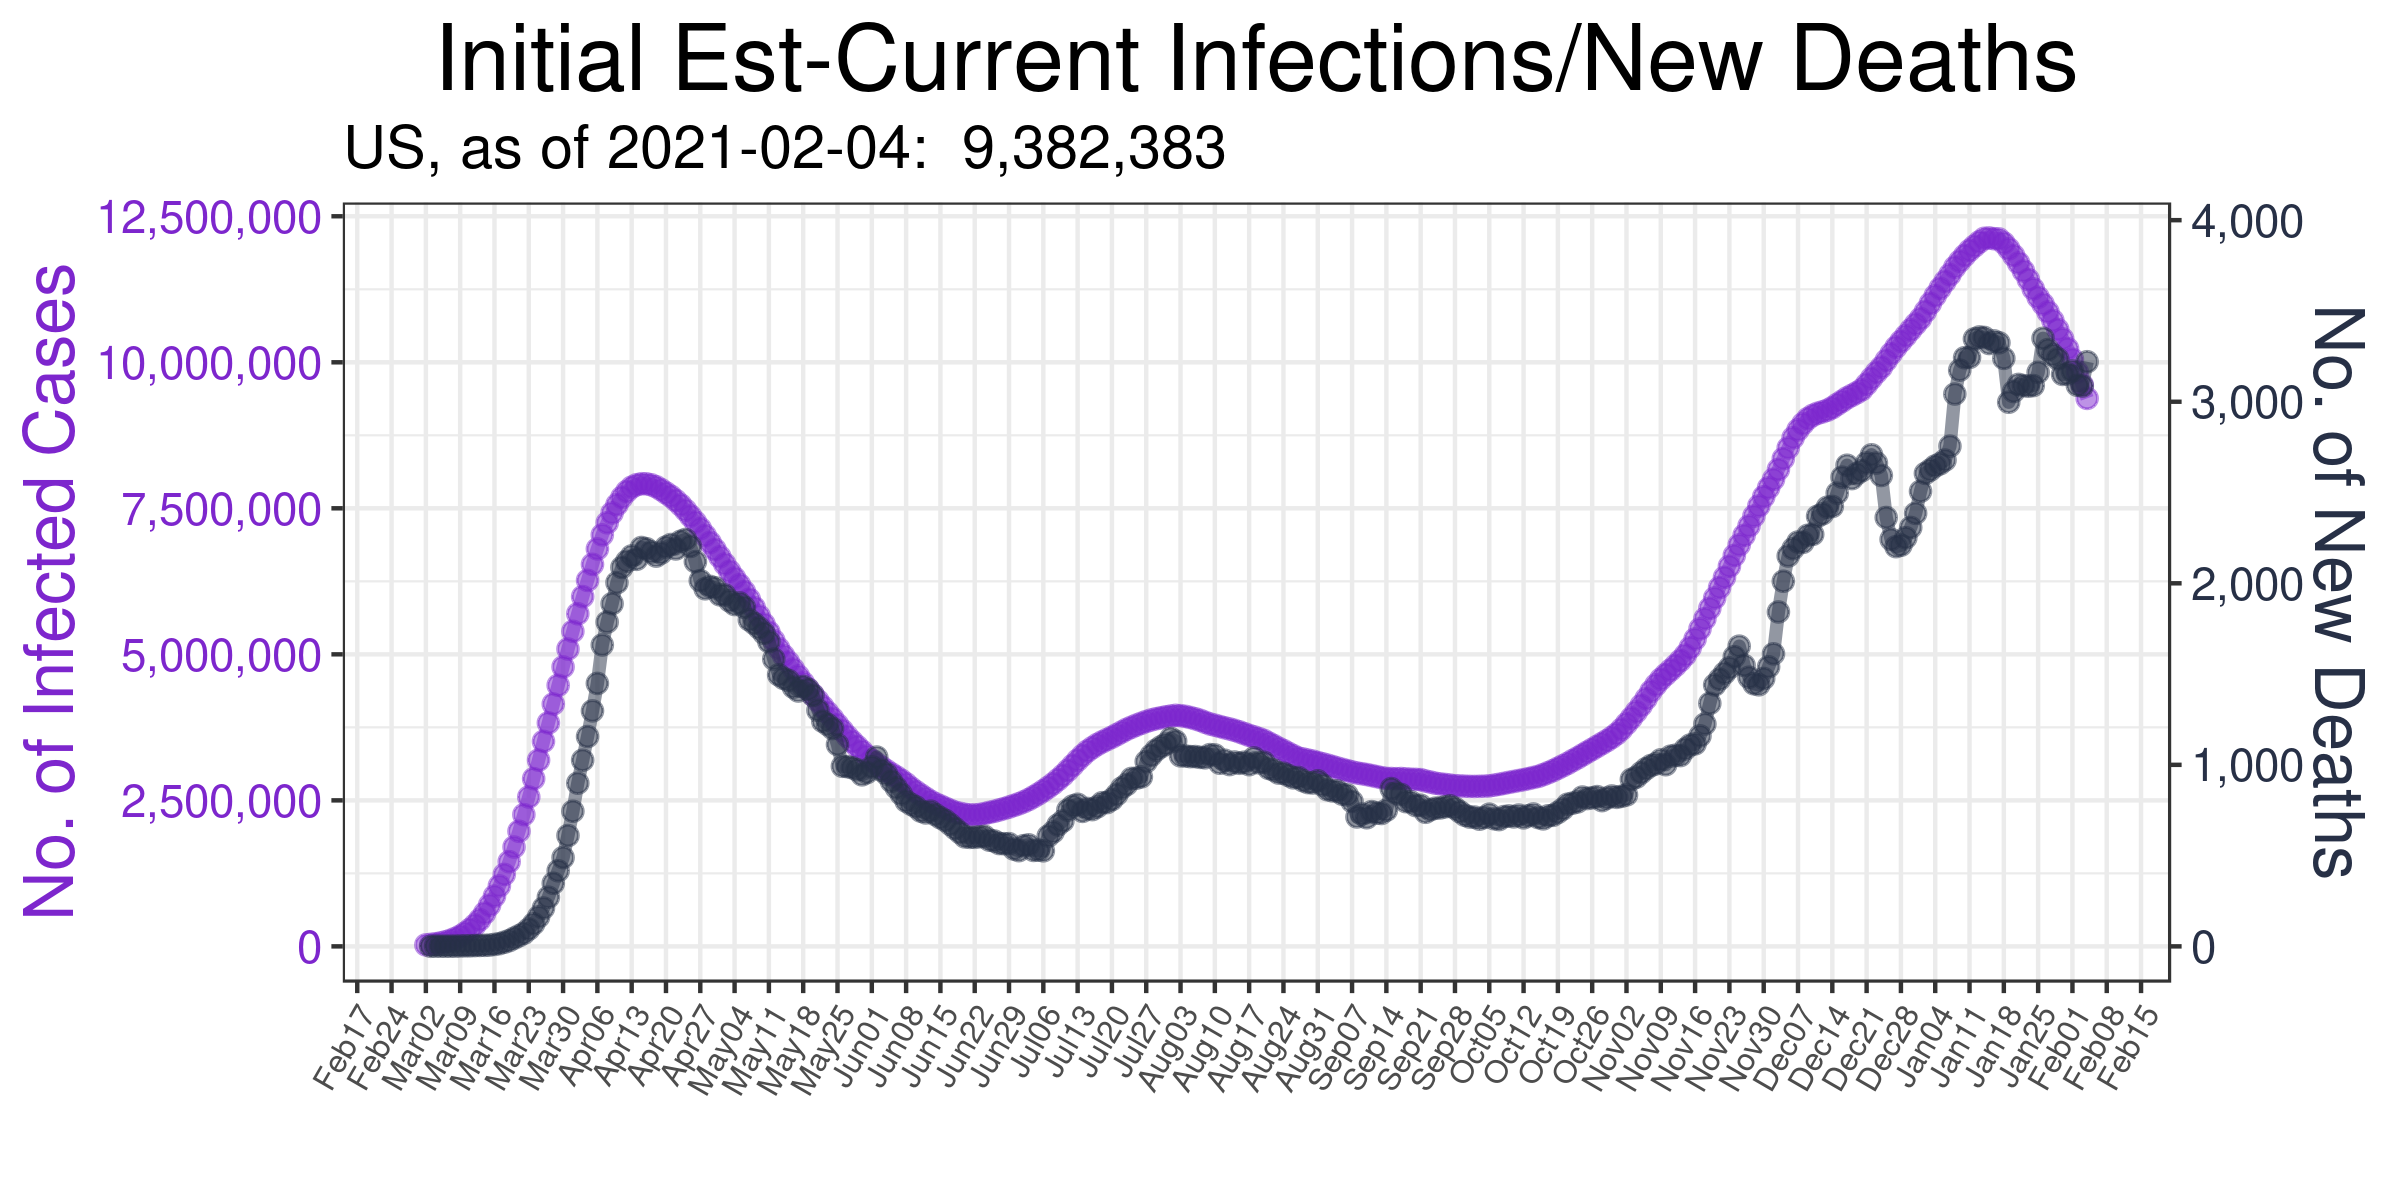 Initial Est-Current Infections/New Deaths
US, as of 2021-02-04:  9,382,383
No. of Infected Cases
12,500,000
10,000,000
7,500,000
5,000,000
2,500,000
0
4,000
3,000
2,000
1,000
0
No. of New Deaths
Feb17
Feb24
Mar02
Mar09
Mar16
Mar23
Mar30
Apr06
Apr13
Apr20
Apr27
May04
May11
May18
May25
Jun01
Jun08
Jun15
Jun22
Jun29
Jul06
Jul13
Jul20
Jul27
Aug03
Aug10
Aug17
Aug24
Aug31
Sep07
Sep14
Sep21
Sep28
Oct05
Oct12
Oct19
Oct26
Nov02
Nov09
Nov16
Nov23
Nov30
Dec07
Dec14
Dec21
Dec28
Jan04
Jan11
Jan18
Jan25
Feb01
Feb08
Feb15